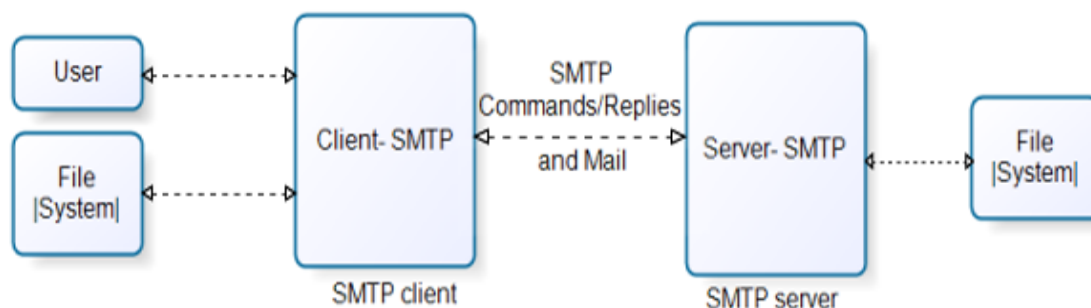 User
File
|System|
Client- SMTP
SMTP client
SMTP
Commands/Replies
and Mail
Server- SMTP
SMTP server
File
|System|